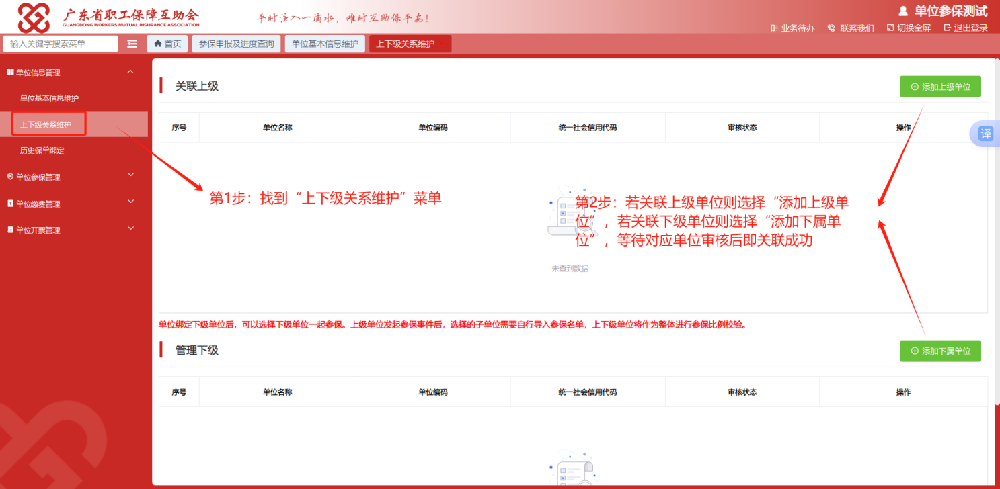 广东省职工保障互助会
GUANGDONG WORKERS MUTUAL INSURANCE ASSOCIATION
平时注入一滴水，难时互助保平安！
单位参保测试
业务待办 联系我们 切换全屏 退出登录
输入关键字搜索菜单
首页 参保申报及进度查询 单位基本信息维护 上下级关系维护
单位信息管理
单位基本信息维护
上下级关系维护
历史保单绑定
单位参保管理
单位缴费管理
单位开票管理
关联上级
添加上级单位
序号 单位名称 单位编码 统一社会信用代码 审核状态 操作
译
第1步：找到“上下级关系维护”菜单
第2步：若关联上级单位则选择“添加上级单
位”，若关联下级单位则选择“添加下属单
位”，等待对应单位审核后即关联成功
未查到数据!
单位绑定下级单位后，可以选择下级单位一起参保。上级单位发起参保事件后，选择的子单位需要自行导入参保名单，上下级单位将作为整体进行参保比例校验。
管理下级
添加下属单位
序号 单位名称 单位编码 统一社会信用代码 审核状态 操作